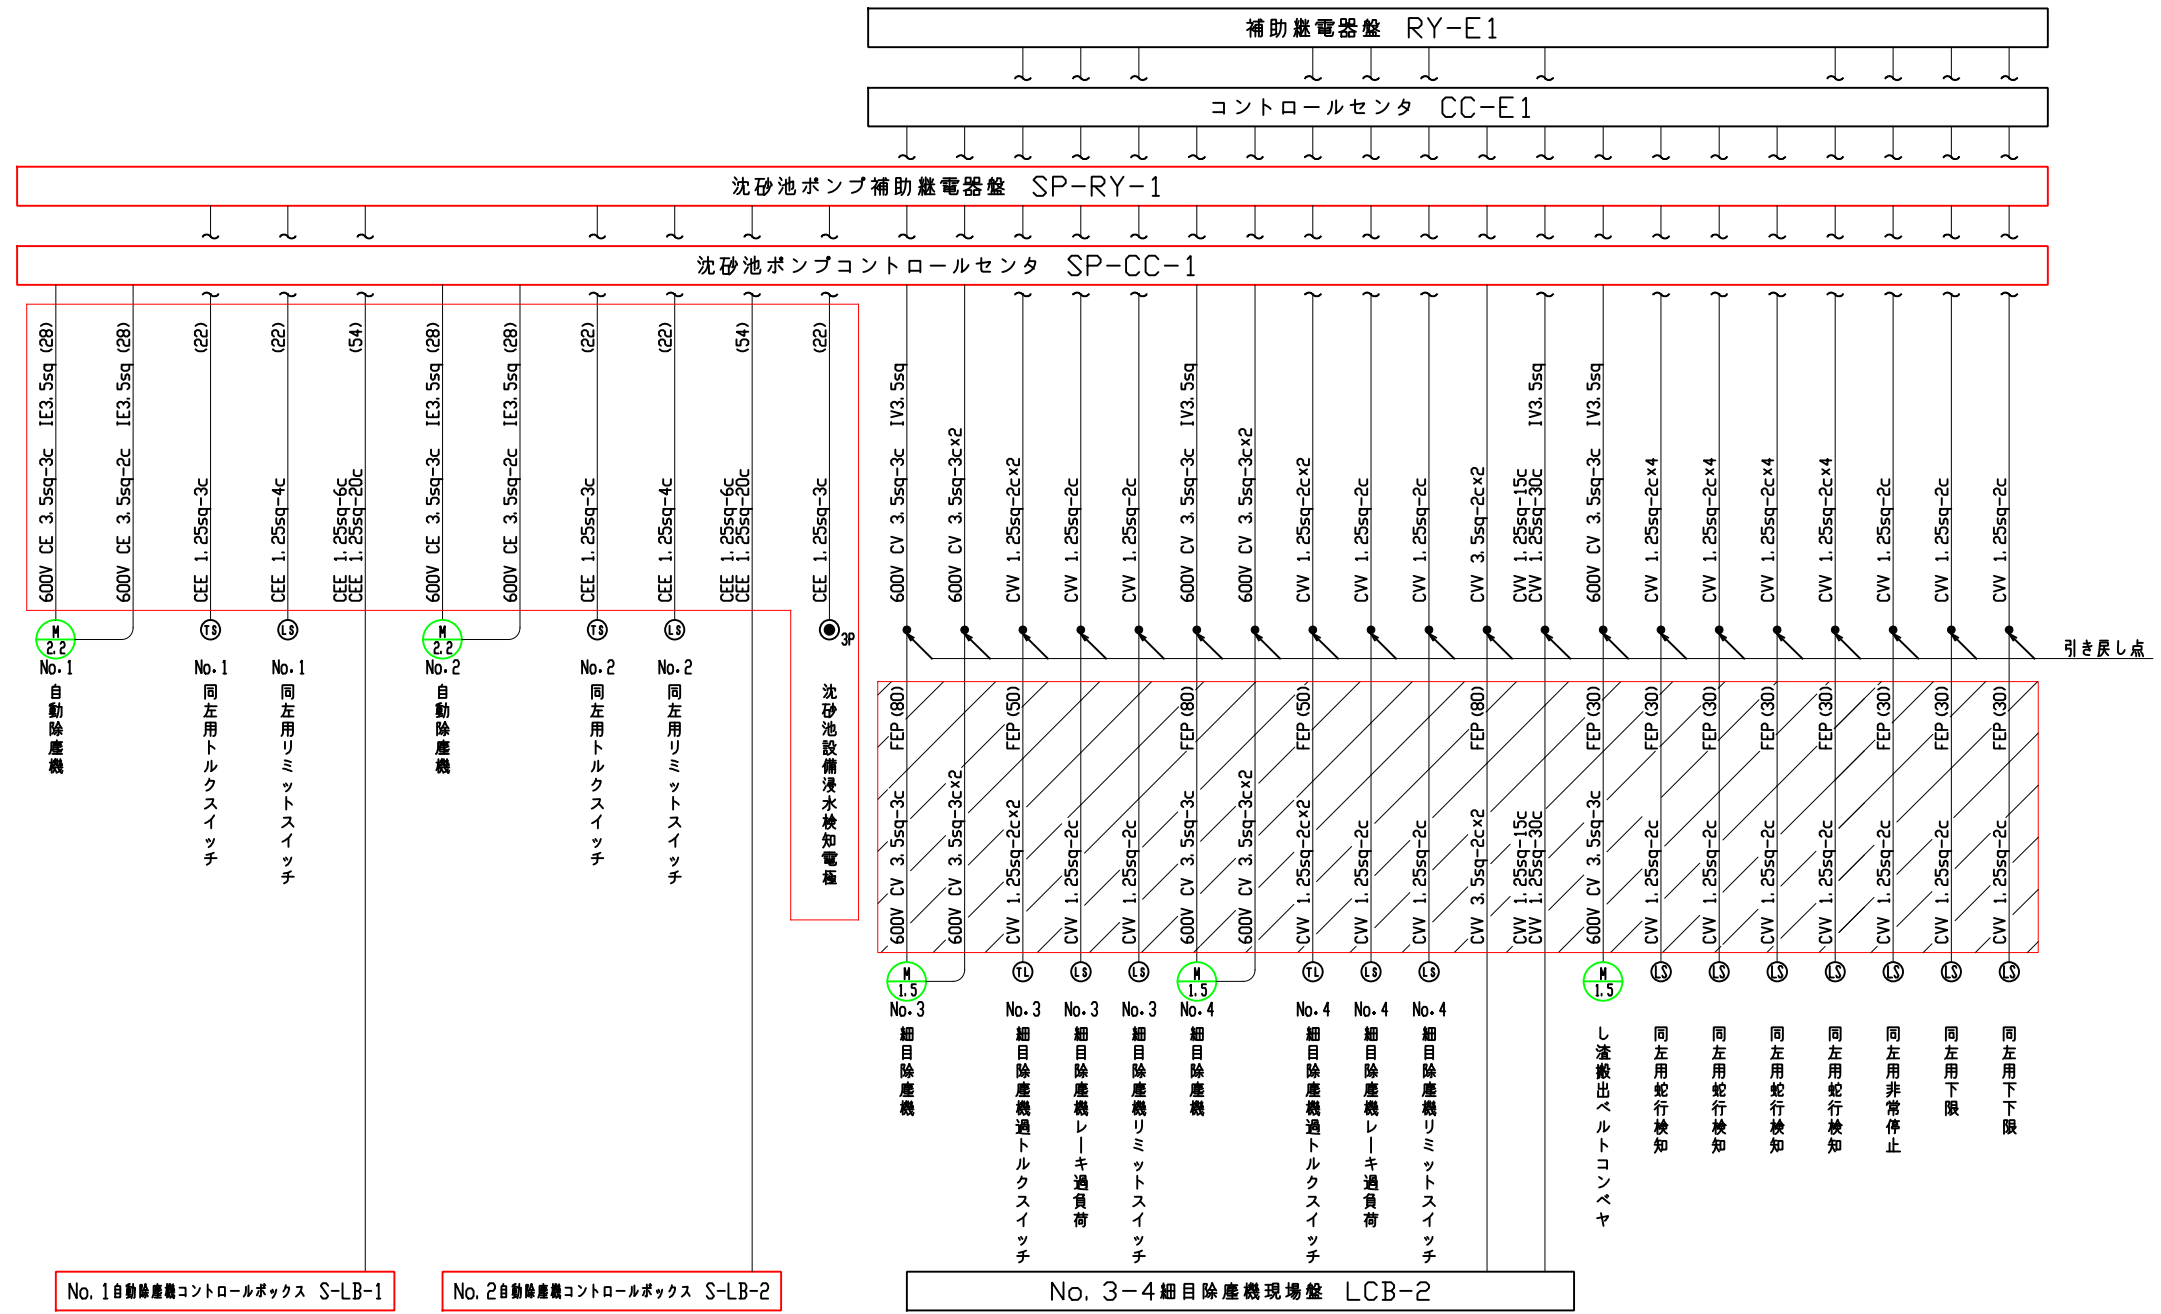 補助継電器盤 RY-E1
コントロールセンタ CC-E1
沈砂池ポンプ補助継電器盤 SP-RY-1
沈砂池ポンプコントロールセンタ SP-CC-1
600V CE 3.5sq-3c IE3.5sq (28)
600V CE 3.5sq-2c IE3.5sq (28)
CEE 1.25sq-3c (22)
CEE 1.25sq-4c (22)
CEE 1.25sq-6c
CEE 1.25sq-20c (54)
600V CE 3.5sq-3c IE3.5sq (28)
600V CE 3.5sq-2c IE3.5sq (28)
CEE 1.25sq-3c (22)
CEE 1.25sq-4c (22)
CEE 1.25sq-6c
CEE 1.25sq-20c (54)
CEE 1.25sq-3c (22)
600V CV 3.5sq-3c IV3.5sq
600V CV 3.5sq-3c×2
CVV 1.25sq-2c×2
CVV 1.25sq-2c
CVV 1.25sq-2c
600V CV 3.5sq-3c IV3.5sq
600V CV 3.5sq-3c×2
CVV 1.25sq-2c×2
CVV 1.25sq-2c
CVV 1.25sq-2c
CVV 3.5sq-2c×2
CVV 1.25sq-15c
CVV 1.25sq-30c IV3.5sq
600V CV 3.5sq-3c IV3.5sq
CVV 1.25sq-2c×4
CVV 1.25sq-2c×4
CVV 1.25sq-2c×4
CVV 1.25sq-2c×4
CVV 1.25sq-2c
CVV 1.25sq-2c
CVV 1.25sq-2c
M
2.2
TS
LS
M
2.2
TS
LS
3P
引き戻し点
No.1
自動除塵機
No.1
同左用トルクスイッチ
No.1
同左用リミットスイッチ
No.2
自動除塵機
No.2
同左用トルクスイッチ
No.2
同左用リミットスイッチ
沈砂池設備浸水検知電極
600V CV 3.5sq-3c FEP(80)
600V CV 3.5sq-3c×2
CVV 1.25sq-2c×2 FEP(50)
CVV 1.25sq-2c
CVV 1.25sq-2c
600V CV 3.5sq-3c FEP(80)
600V CV 3.5sq-3c×2
CVV 1.25sq-2c×2 FEP(50)
CVV 1.25sq-2c
CVV 1.25sq-2c
CVV 3.5sq-2c×2 FEP(80)
CVV 1.25sq-15c
CVV 1.25sq-30c
600V CV 3.5sq-3c FEP(30)
CVV 1.25sq-2c FEP(30)
CVV 1.25sq-2c FEP(30)
CVV 1.25sq-2c FEP(30)
CVV 1.25sq-2c FEP(30)
CVV 1.25sq-2c FEP(30)
CVV 1.25sq-2c FEP(30)
CVV 1.25sq-2c FEP(30)
M
1.5
TL
LS
LS
M
1.5
TL
LS
LS
M
1.5
LS
LS
LS
LS
LS
LS
LS
No.3
細目除塵機
No.3
細目除塵機過トルクスイッチ
No.3
細目除塵機レーキ過負荷
No.3
細目除塵機リミットスイッチ
No.4
細目除塵機
No.4
細目除塵機過トルクスイッチ
No.4
細目除塵機レーキ過負荷
No.4
細目除塵機リミットスイッチ
し渣搬出ベルトコンベヤ
同左用蛇行検知
同左用蛇行検知
同左用蛇行検知
同左用蛇行検知
同左用非常停止
同左用下限
同左用下下限
No.1自動除塵機コントロールボックス S-LB-1
No.2自動除塵機コントロールボックス S-LB-2
No.3-4細目除塵機現場盤 LCB-2